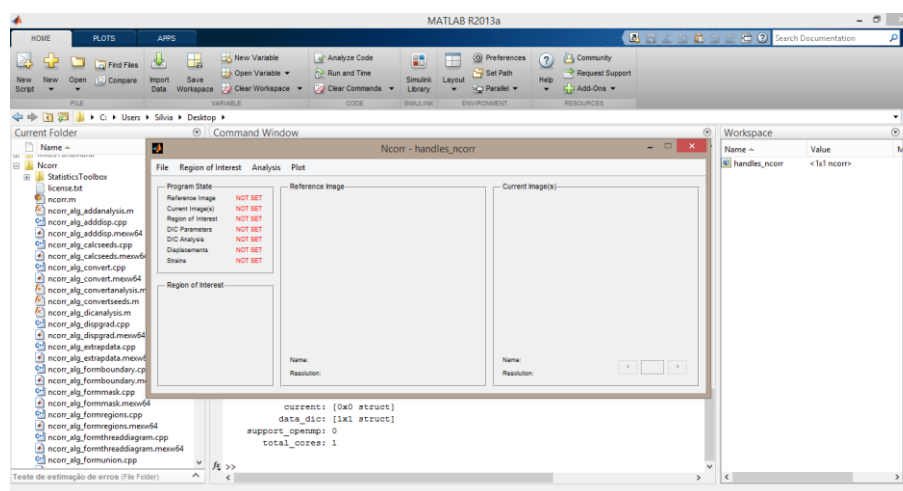 MATLAB R2013a
HOME PLOTS APPS
Search Documentation
New Script
New
Open
Find Files
Compare
Import Data
Save Workspace
New Variable
Open Variable
Clear Workspace
Analyze Code
Run and Time
Clear Commands
Simulink Library
Layout
Preferences
Set Path
Parallel
Help
Community
Request Support
Add-Ons
FILE VARIABLE CODE SIMULINK ENVIRONMENT RESOURCES
C: Users Silvia Desktop
Current Folder
Name
Ncorr
StatisticsToolbox
license.txt
ncorr.m
ncorr_alg_addanalysis.m
ncorr_alg_adddisp.cpp
ncorr_alg_adddisp.mexw64
ncorr_alg_calcseeds.cpp
ncorr_alg_calcseeds.mexw6
ncorr_alg_convert.cpp
ncorr_alg_convert.mexw64
ncorr_alg_convertanalysis.m
ncorr_alg_convertseeds.m
ncorr_alg_dicanalysis.m
ncorr_alg_dispgrad.cpp
ncorr_alg_dispgrad.mexw64
ncorr_alg_extrapdata.cpp
ncorr_alg_extrapdata.mexw6
ncorr_alg_formboundary.cp
ncorr_alg_formboundary.m
ncorr_alg_formmask.cpp
ncorr_alg_formmask.mexw64
ncorr_alg_formregions.cpp
ncorr_alg_formregions.mexw64
ncorr_alg_formthreaddiagram.cpp
ncorr_alg_formthreaddiagram.mexw64
ncorr_alg_formunion.cpp
Teste de estimação de erros (File Folder)
Command Window
Ncorr - handles_ncorr
File Region of Interest Analysis Plot
Program State
Reference Image NOT SET
Current Image(s) NOT SET
Region of Interest NOT SET
DIC Parameters NOT SET
DIC Analysis NOT SET
Displacements NOT SET
Strains NOT SET
Region of Interest
Reference Image
Name:
Resolution:
Current Image(s)
Name:
Resolution:
current: [0x0 struct]
data_dic: [1x1 struct]
support_openmp: 0
total_cores: 1
fx >>
Workspace
Name Value
handles_ncorr <1x1 ncorr>